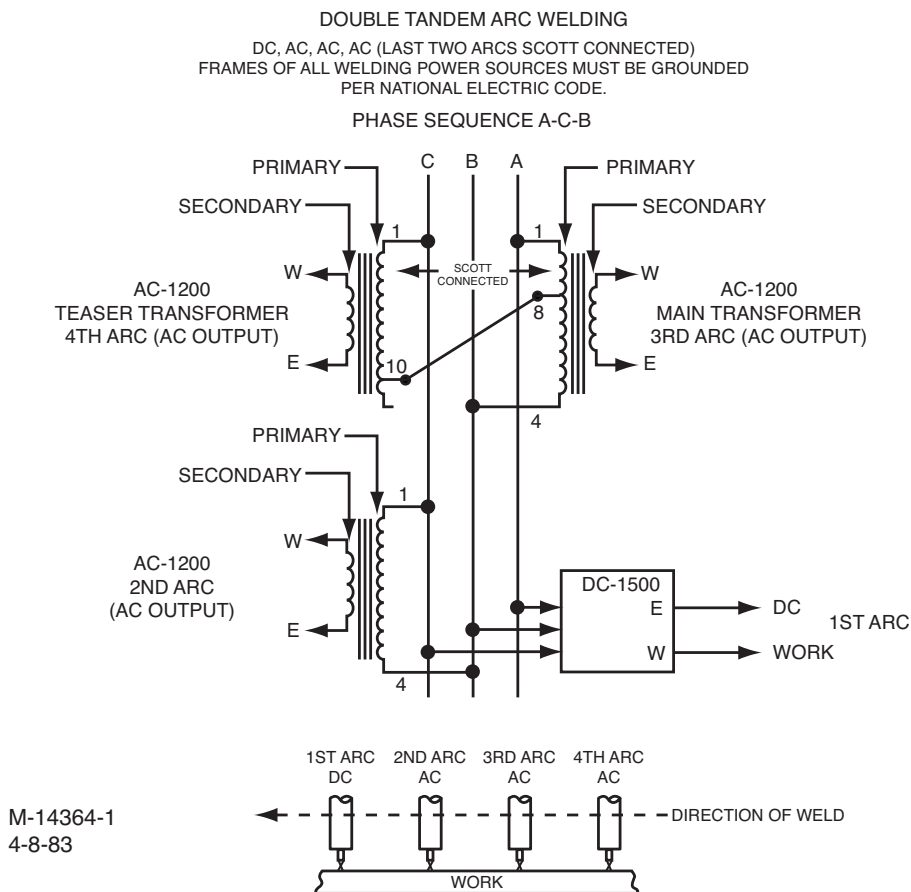 DOUBLE TANDEM ARC WELDING
DC, AC, AC, AC (LAST TWO ARCS SCOTT CONNECTED)
FRAMES OF ALL WELDING POWER SOURCES MUST BE GROUNDED
PER NATIONAL ELECTRIC CODE.
PHASE SEQUENCE A-C-B
PRIMARY
C B A
PRIMARY
SECONDARY
1
1
SECONDARY
W
SCOTT
CONNECTED
W
AC-1200
TEASER TRANSFORMER
4TH ARC (AC OUTPUT)
8
AC-1200
MAIN TRANSFORMER
3RD ARC (AC OUTPUT)
E
10
E
4
PRIMARY
SECONDARY
1
W
AC-1200
2ND ARC
(AC OUTPUT)
E
4
DC-1500
E
DC
1ST ARC
W
WORK
1ST ARC
DC
2ND ARC
AC
3RD ARC
AC
4TH ARC
AC
DIRECTION OF WELD
M-14364-1
4-8-83
WORK